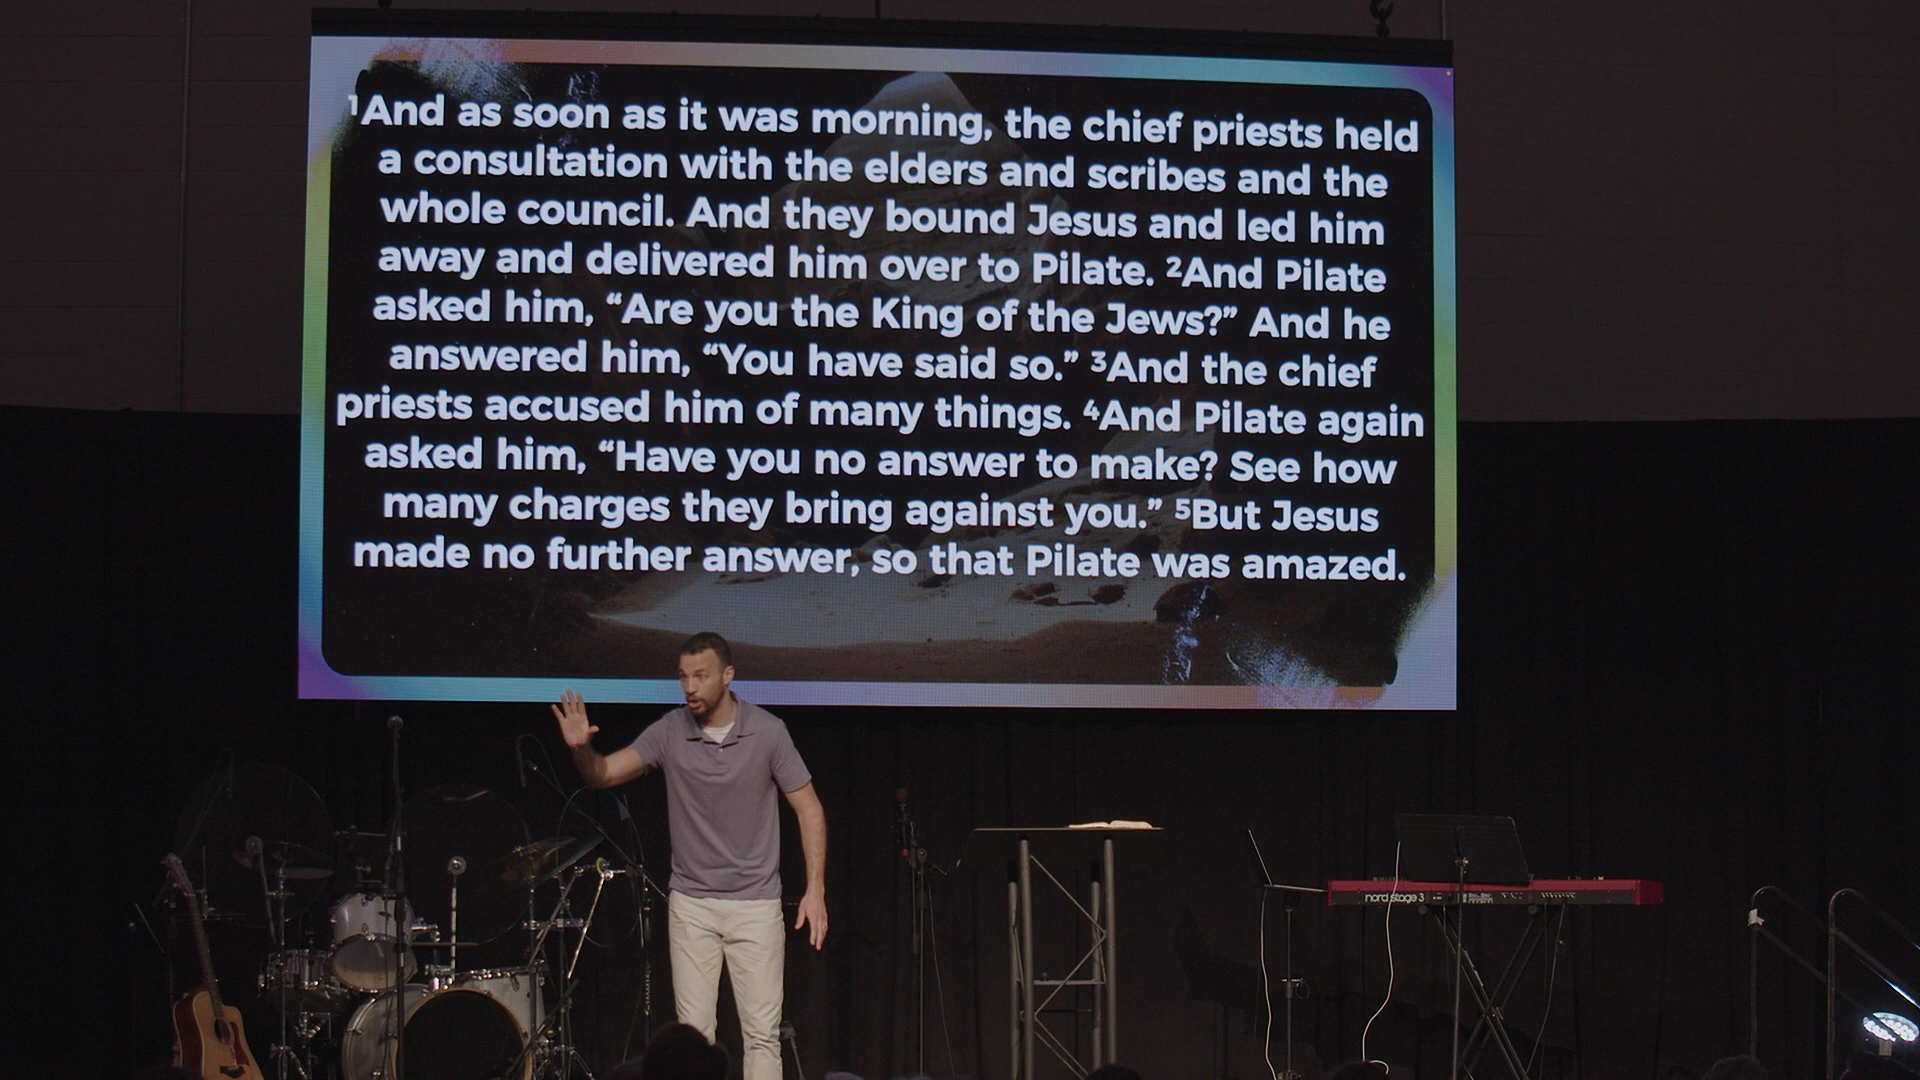 ¹And as soon as it was morning, the chief priests held
a consultation with the elders and scribes and the
whole council. And they bound Jesus and led him
away and delivered him over to Pilate. ²And Pilate
asked him, “Are you the King of the Jews?” And he
answered him, “You have said so.” ³And the chief
priests accused him of many things. ⁴And Pilate again
asked him, “Have you no answer to make? See how
many charges they bring against you.” ⁵But Jesus
made no further answer, so that Pilate was amazed.
nord stage 3